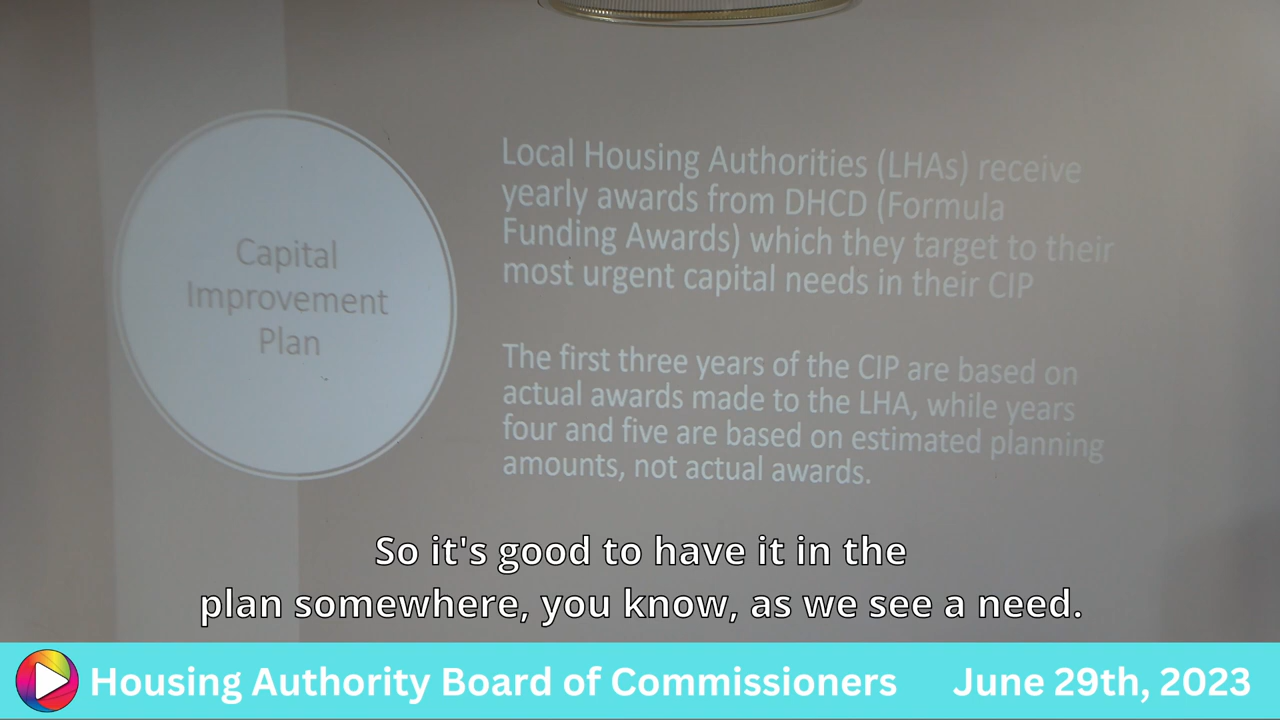 Capital
Improvement
Plan
Local Housing Authorities (LHAs) receive
yearly awards from DHCD (Formula
Funding Awards) which they target to their
most urgent capital needs in their CIP
The first three years of the CIP are based on
actual awards made to the LHA, while years
four and five are based on estimated planning
amounts, not actual awards.
So it's good to have it in the
plan somewhere, you know, as we see a need.
Housing Authority Board of Commissioners June 29th, 2023